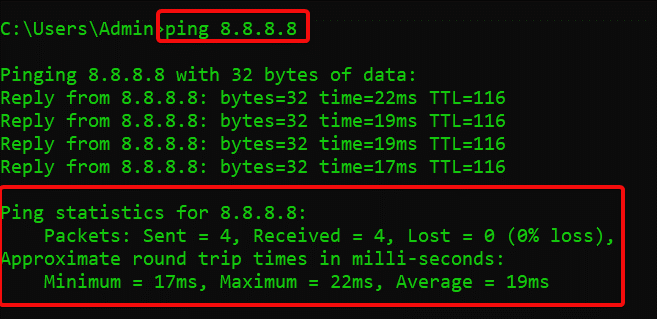 C:\Users\Admin>ping 8.8.8.8
Pinging 8.8.8.8 with 32 bytes of data:
Reply from 8.8.8.8: bytes=32 time=22ms TTL=116
Reply from 8.8.8.8: bytes=32 time=19ms TTL=116
Reply from 8.8.8.8: bytes=32 time=19ms TTL=116
Reply from 8.8.8.8: bytes=32 time=17ms TTL=116
Ping statistics for 8.8.8.8:
    Packets: Sent = 4, Received = 4, Lost = 0 (0% loss),
Approximate round trip times in milli-seconds:
    Minimum = 17ms, Maximum = 22ms, Average = 19ms